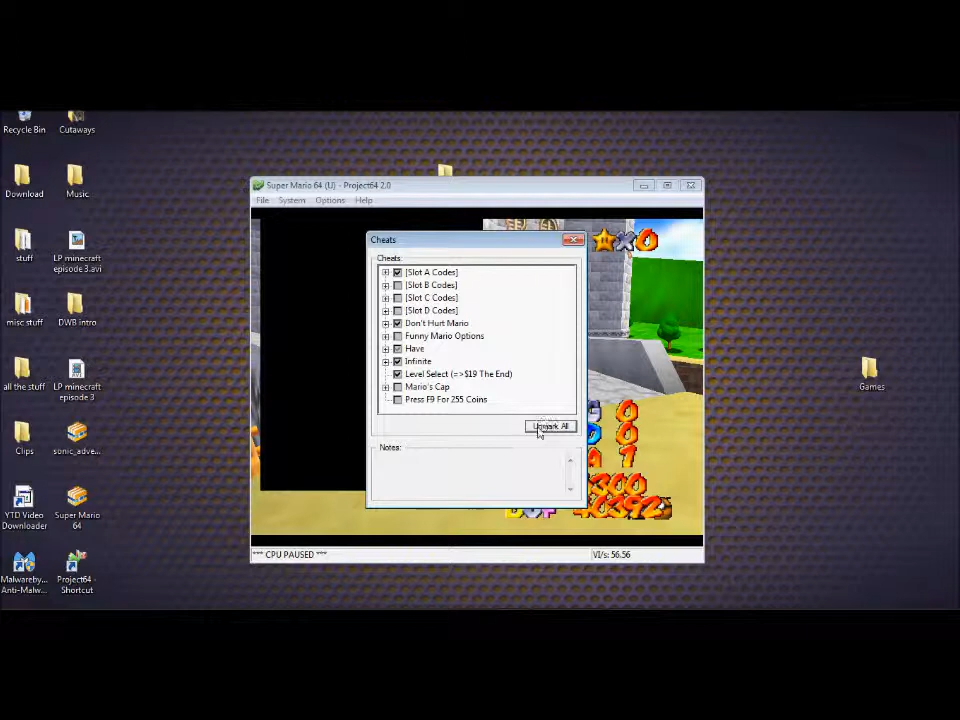 Recycle Bin
Cutaways
Download
Music
stuff
LP minecraft
episode 3.avi
misc stuff
DWB intro
all the stuff
LP minecraft
episode 3
Clips
sonic_adve...
YTD Video
Downloader
Super Mario
64
Malwareby...
Anti-Malw...
Project64 -
Shortcut
Games
Super Mario 64 (U) - Project64 2.0
File System Options Help
Cheats
Cheats:
[Slot A Codes]
[Slot B Codes]
[Slot C Codes]
[Slot D Codes]
Don't Hurt Mario
Funny Mario Options
Have
Infinite
Level Select (=>$19 The End)
Mario's Cap
Press F9 For 255 Coins
Unmark All
Notes:
×0
0
0
A 1
*** CPU PAUSED ***
VI/s: 56.56